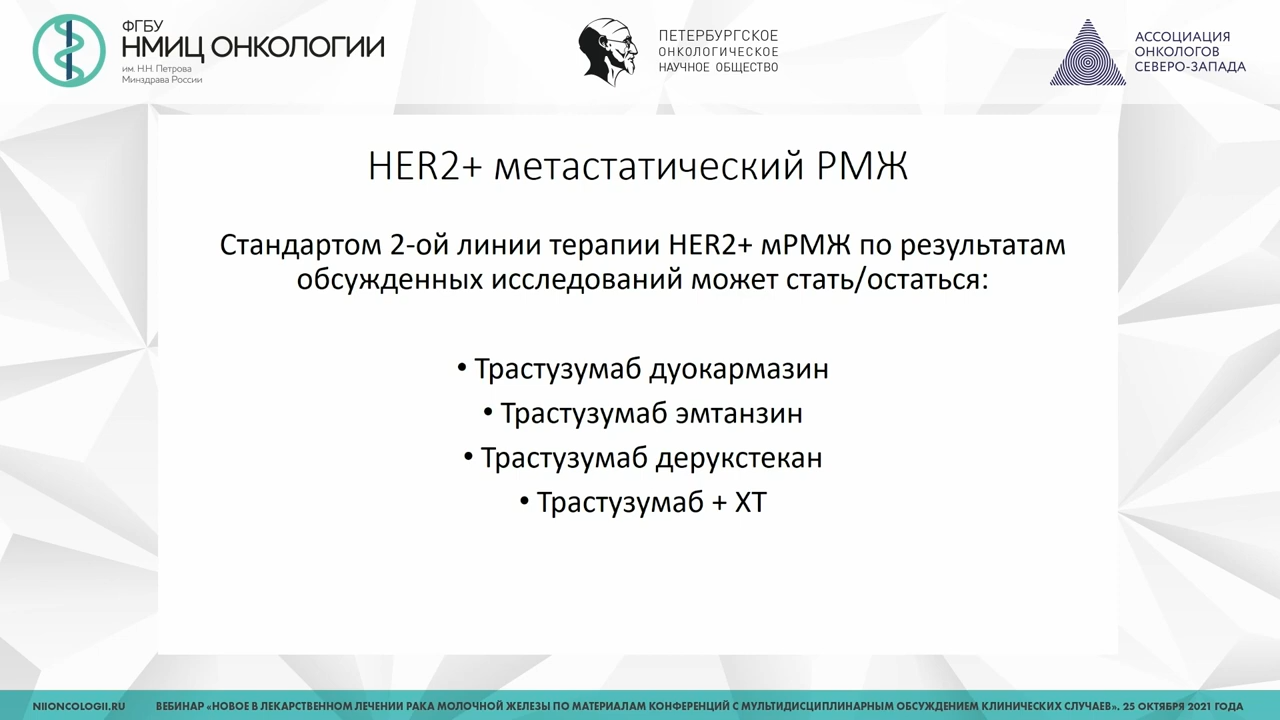 ФГБУ
НМИЦ ОНКОЛОГИИ
им. Н.Н. Петрова
Минздрава России
ПЕТЕРБУРГСКОЕ
ОНКОЛОГИЧЕСКОЕ
НАУЧНОЕ ОБЩЕСТВО
АССОЦИАЦИЯ
ОНКОЛОГОВ
СЕВЕРО-ЗАПАДА
HER2+ метастатический РМЖ
Стандартом 2-ой линии терапии HER2+ мРМЖ по результатам
обсужденных исследований может стать/остаться:
• Трастузумаб дуокармазин
• Трастузумаб эмтанзин
• Трастузумаб дерукстекан
• Трастузумаб + ХТ
NIIONCOLOGII.RU ВЕБИНАР «НОВОЕ В ЛЕКАРСТВЕННОМ ЛЕЧЕНИИ РАКА МОЛОЧНОЙ ЖЕЛЕЗЫ ПО МАТЕРИАЛАМ КОНФЕРЕНЦИЙ С МУЛЬТИДИСЦИПЛИНАРНЫМ ОБСУЖДЕНИЕМ КЛИНИЧЕСКИХ СЛУЧАЕВ». 25 ОКТЯБРЯ 2021 ГОДА